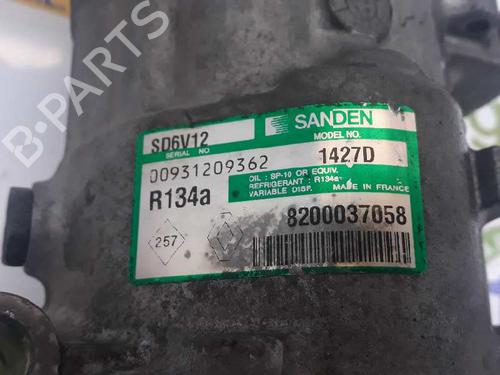 B-PARTS
SD6V12
SERIAL NO
00931209362
R134a
257
SANDEN
MODEL NO.
1427D
OIL : SP-10 OR EQUIV.
REFRIGERANT : R134a
VARIABLE DISP. MADE IN FRANCE
8200037058